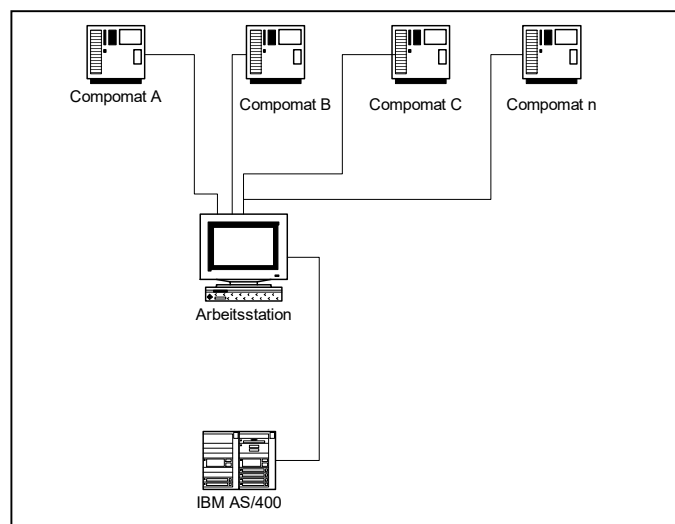 Compomat A
Compomat B
Compomat C
Compomat n
Arbeitsstation
IBM AS/400